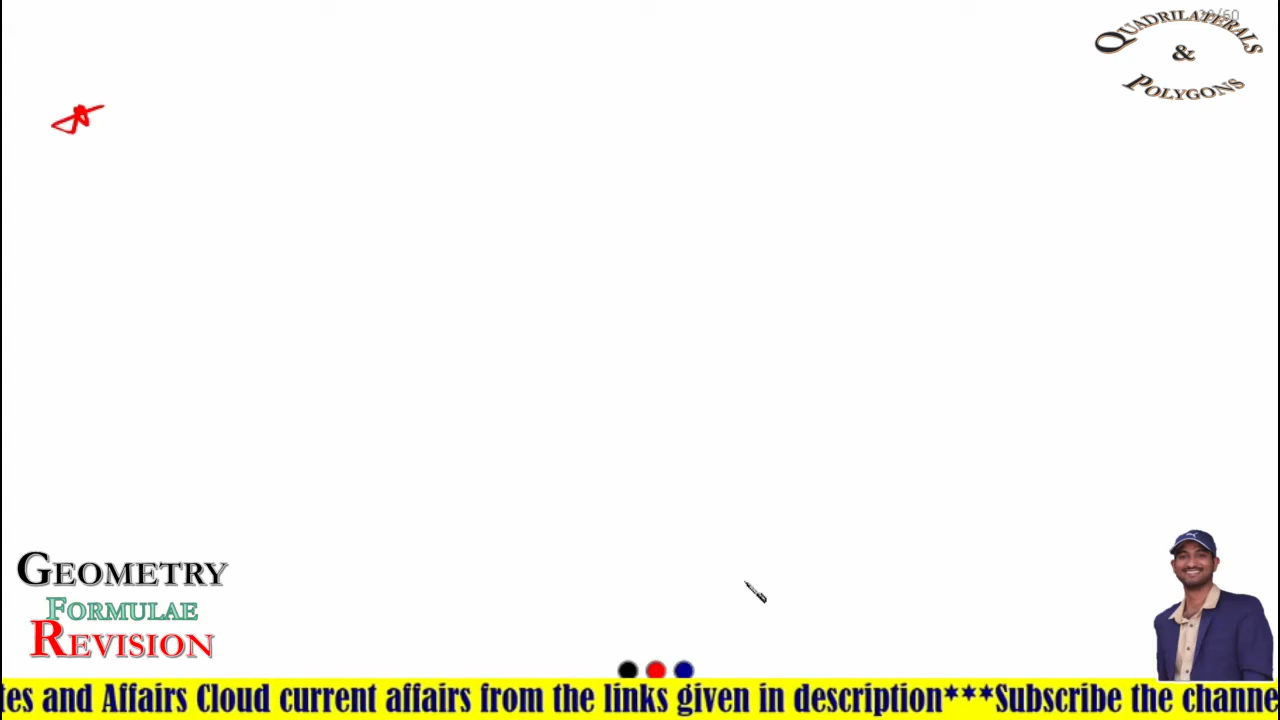 QUADRILATERALS
&
POLYGONS
GEOMETRY
FORMULAE
REVISION
tes and Affairs Cloud current affairs from the links given in description***Subscribe the channe